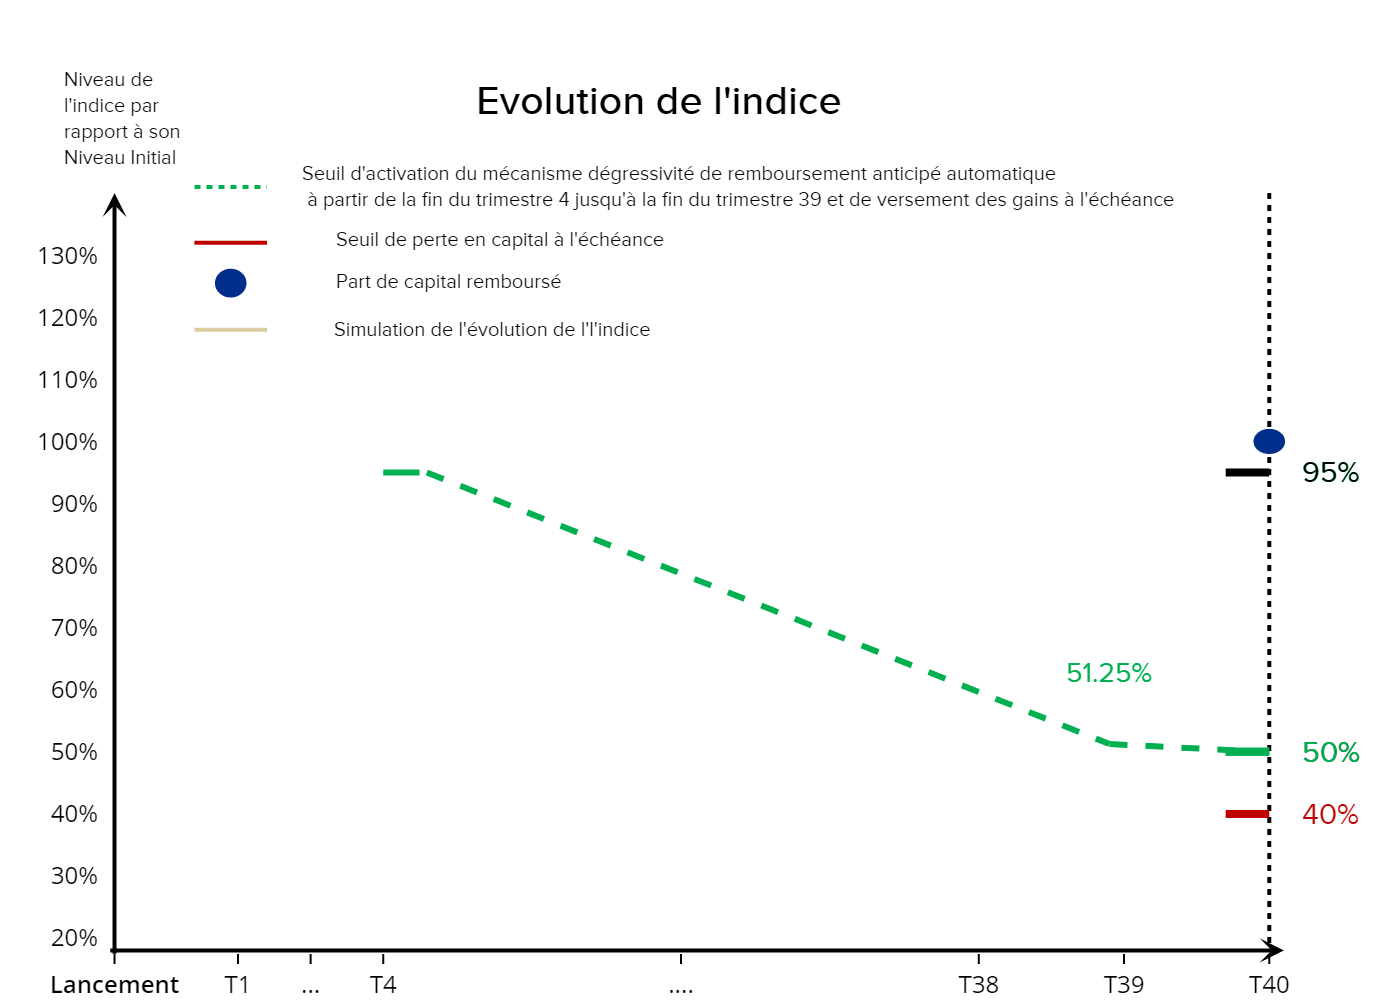 Niveau de
l'indice par
rapport à son
Niveau Initial
Evolution de l'indice
Seuil d'activation du mécanisme dégressivité de remboursement anticipé automatique
à partir de la fin du trimestre 4 jusqu'à la fin du trimestre 39 et de versement des gains à l'échéance
Seuil de perte en capital à l'échéance
Part de capital remboursé
Simulation de l'évolution de l'l'indice
130%
120%
110%
100%
90%
80%
70%
60%
50%
40%
30%
20%
95%
51.25%
50%
40%
Lancement T1 ... T4 .... T38 T39 T40